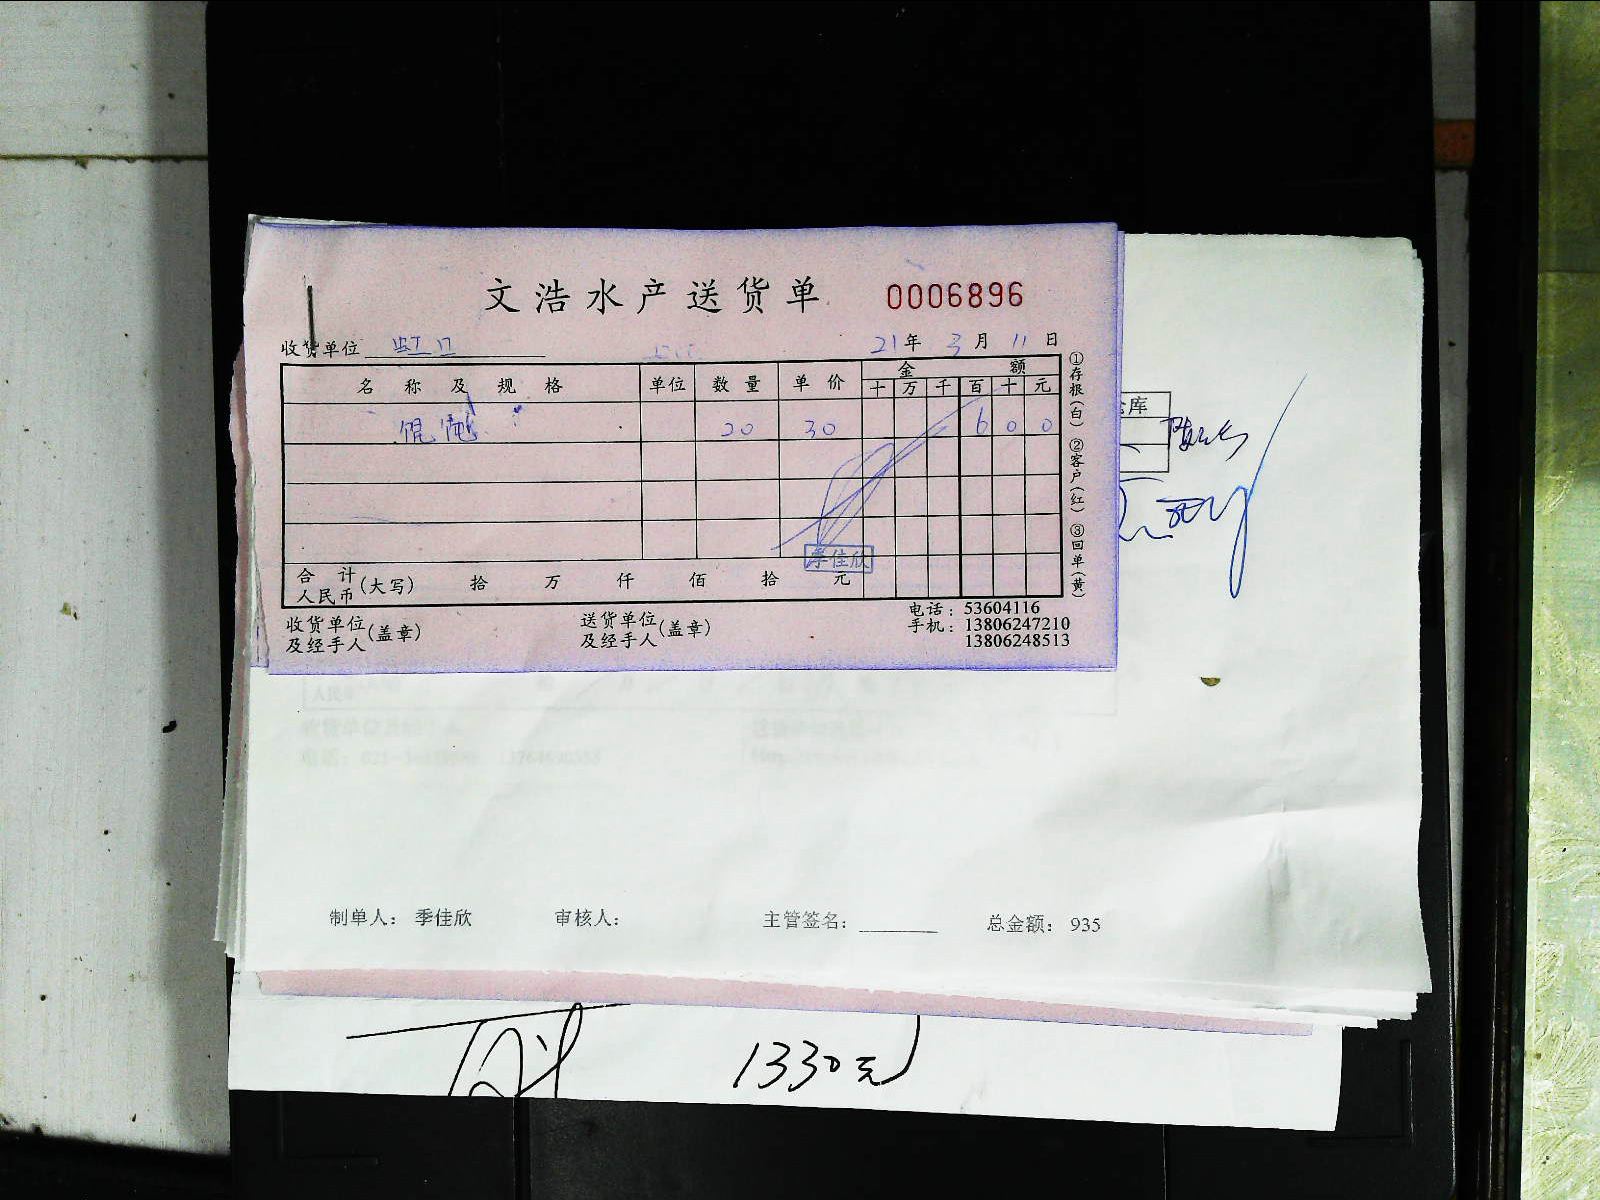 文浩水产送货单 0006896
收货单位 虹口 21年 3月 11日
名称及规格 单位 数量 单价 金额
十 万 千 百 十 元
20 30 6 0 0
季佳欣
合计人民币(大写) 拾 万 仟 佰 拾 元
收货单位及经手人(盖章) 送货单位及经手人(盖章)
电话：53604116
手机：13806247210
13806248513
①存根(白) ②客户(红) ③回单(黄)
库
制单人： 季佳欣 审核人： 主管签名： 总金额： 935
1330元